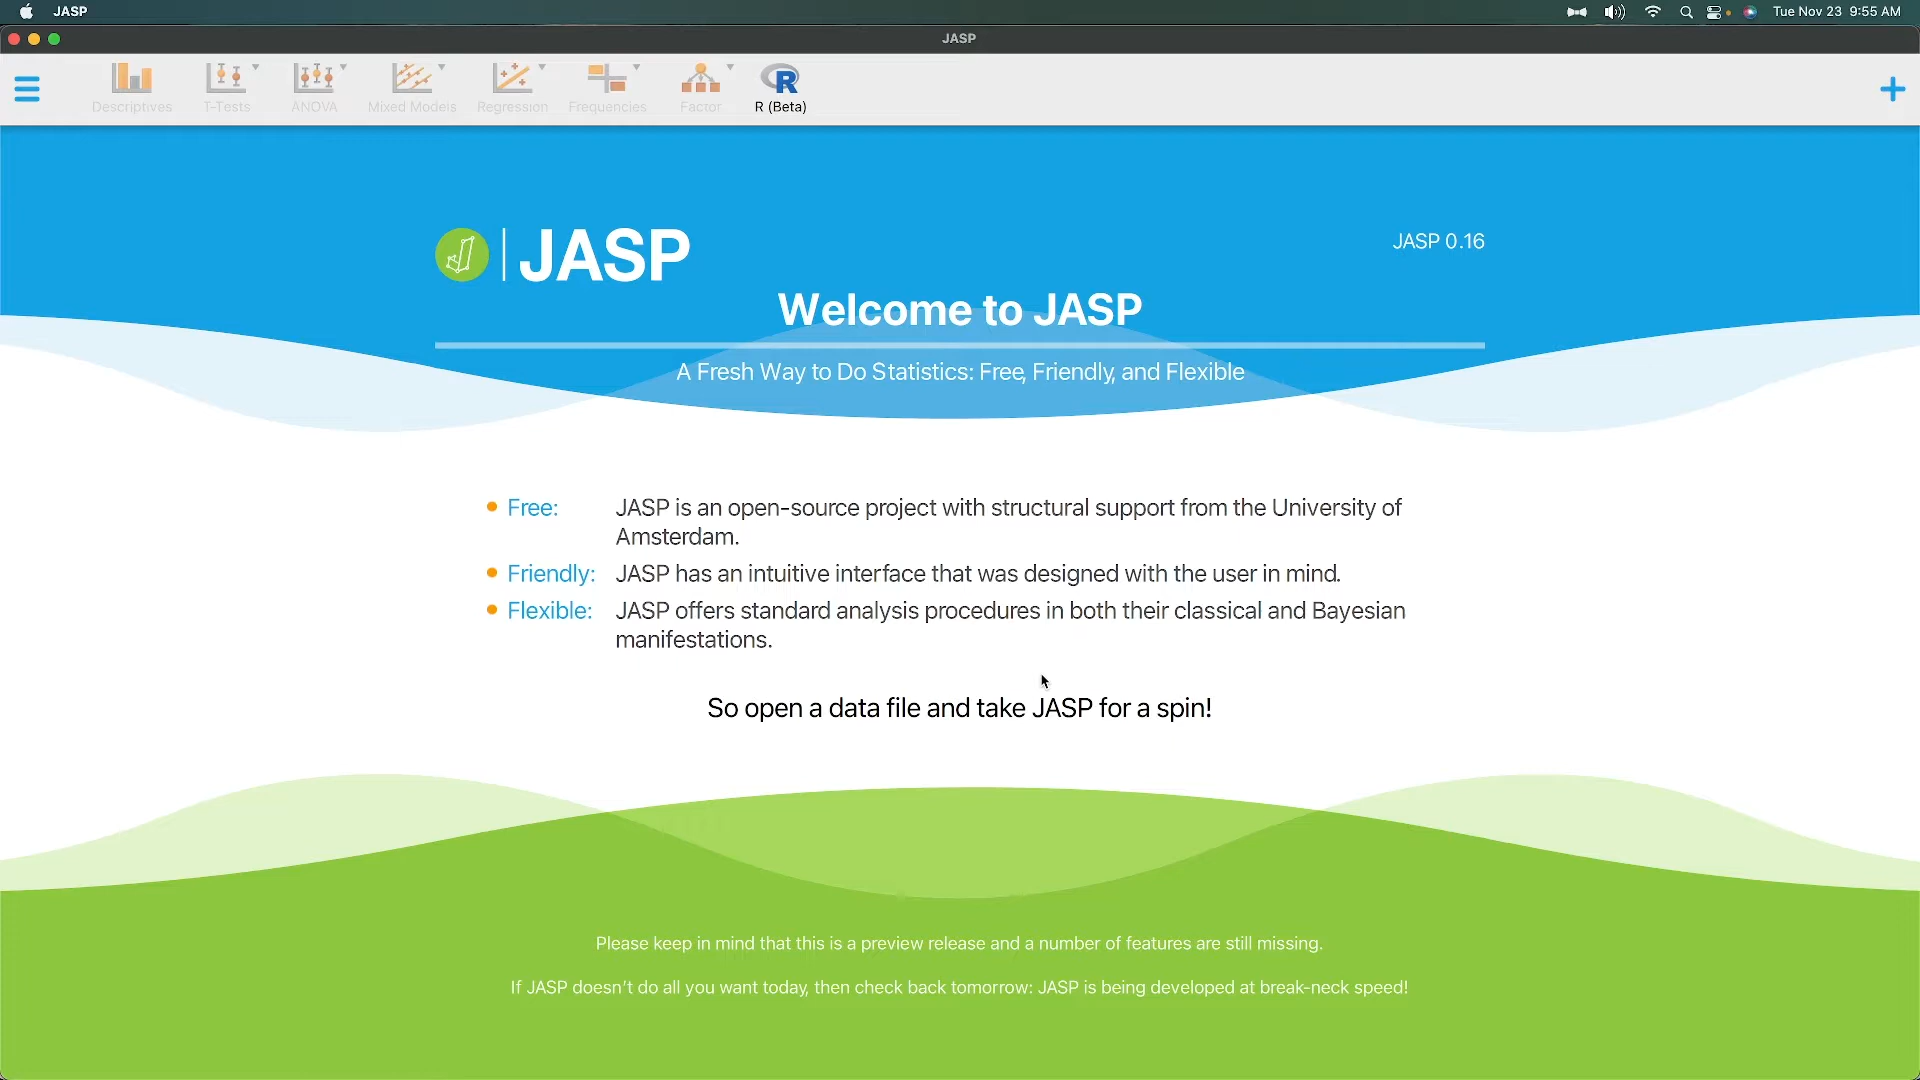 JASP
Tue Nov 23 9:55 AM
JASP
Descriptives T-Tests ANOVA Mixed Models Regression Frequencies Factor R (Beta)
JASP
JASP 0.16
Welcome to JASP
A Fresh Way to Do Statistics: Free, Friendly, and Flexible
Free: JASP is an open-source project with structural support from the University of
Amsterdam.
Friendly: JASP has an intuitive interface that was designed with the user in mind.
Flexible: JASP offers standard analysis procedures in both their classical and Bayesian
manifestations.
So open a data file and take JASP for a spin!
Please keep in mind that this is a preview release and a number of features are still missing.
If JASP doesn't do all you want today, then check back tomorrow: JASP is being developed at break-neck speed!